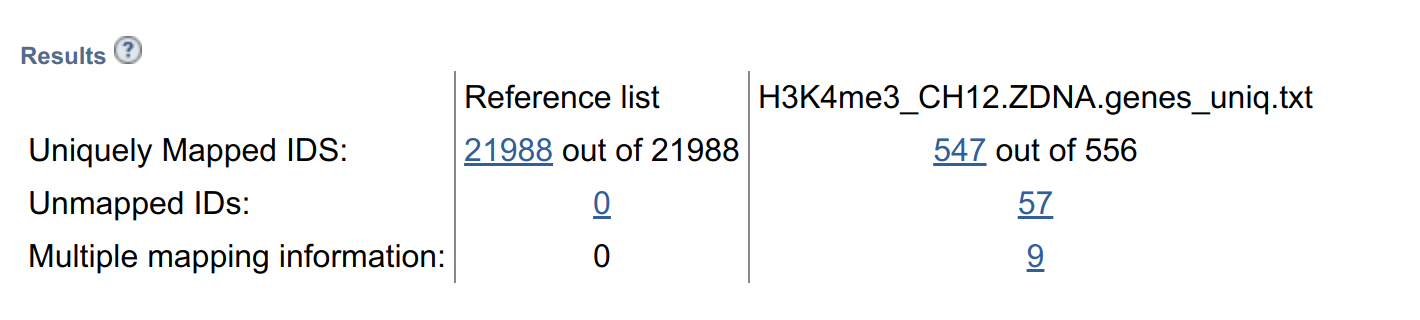 Results ?
Reference list H3K4me3_CH12.ZDNA.genes_uniq.txt
Uniquely Mapped IDS: 21988 out of 21988 547 out of 556
Unmapped IDs: 0 57
Multiple mapping information: 0 9